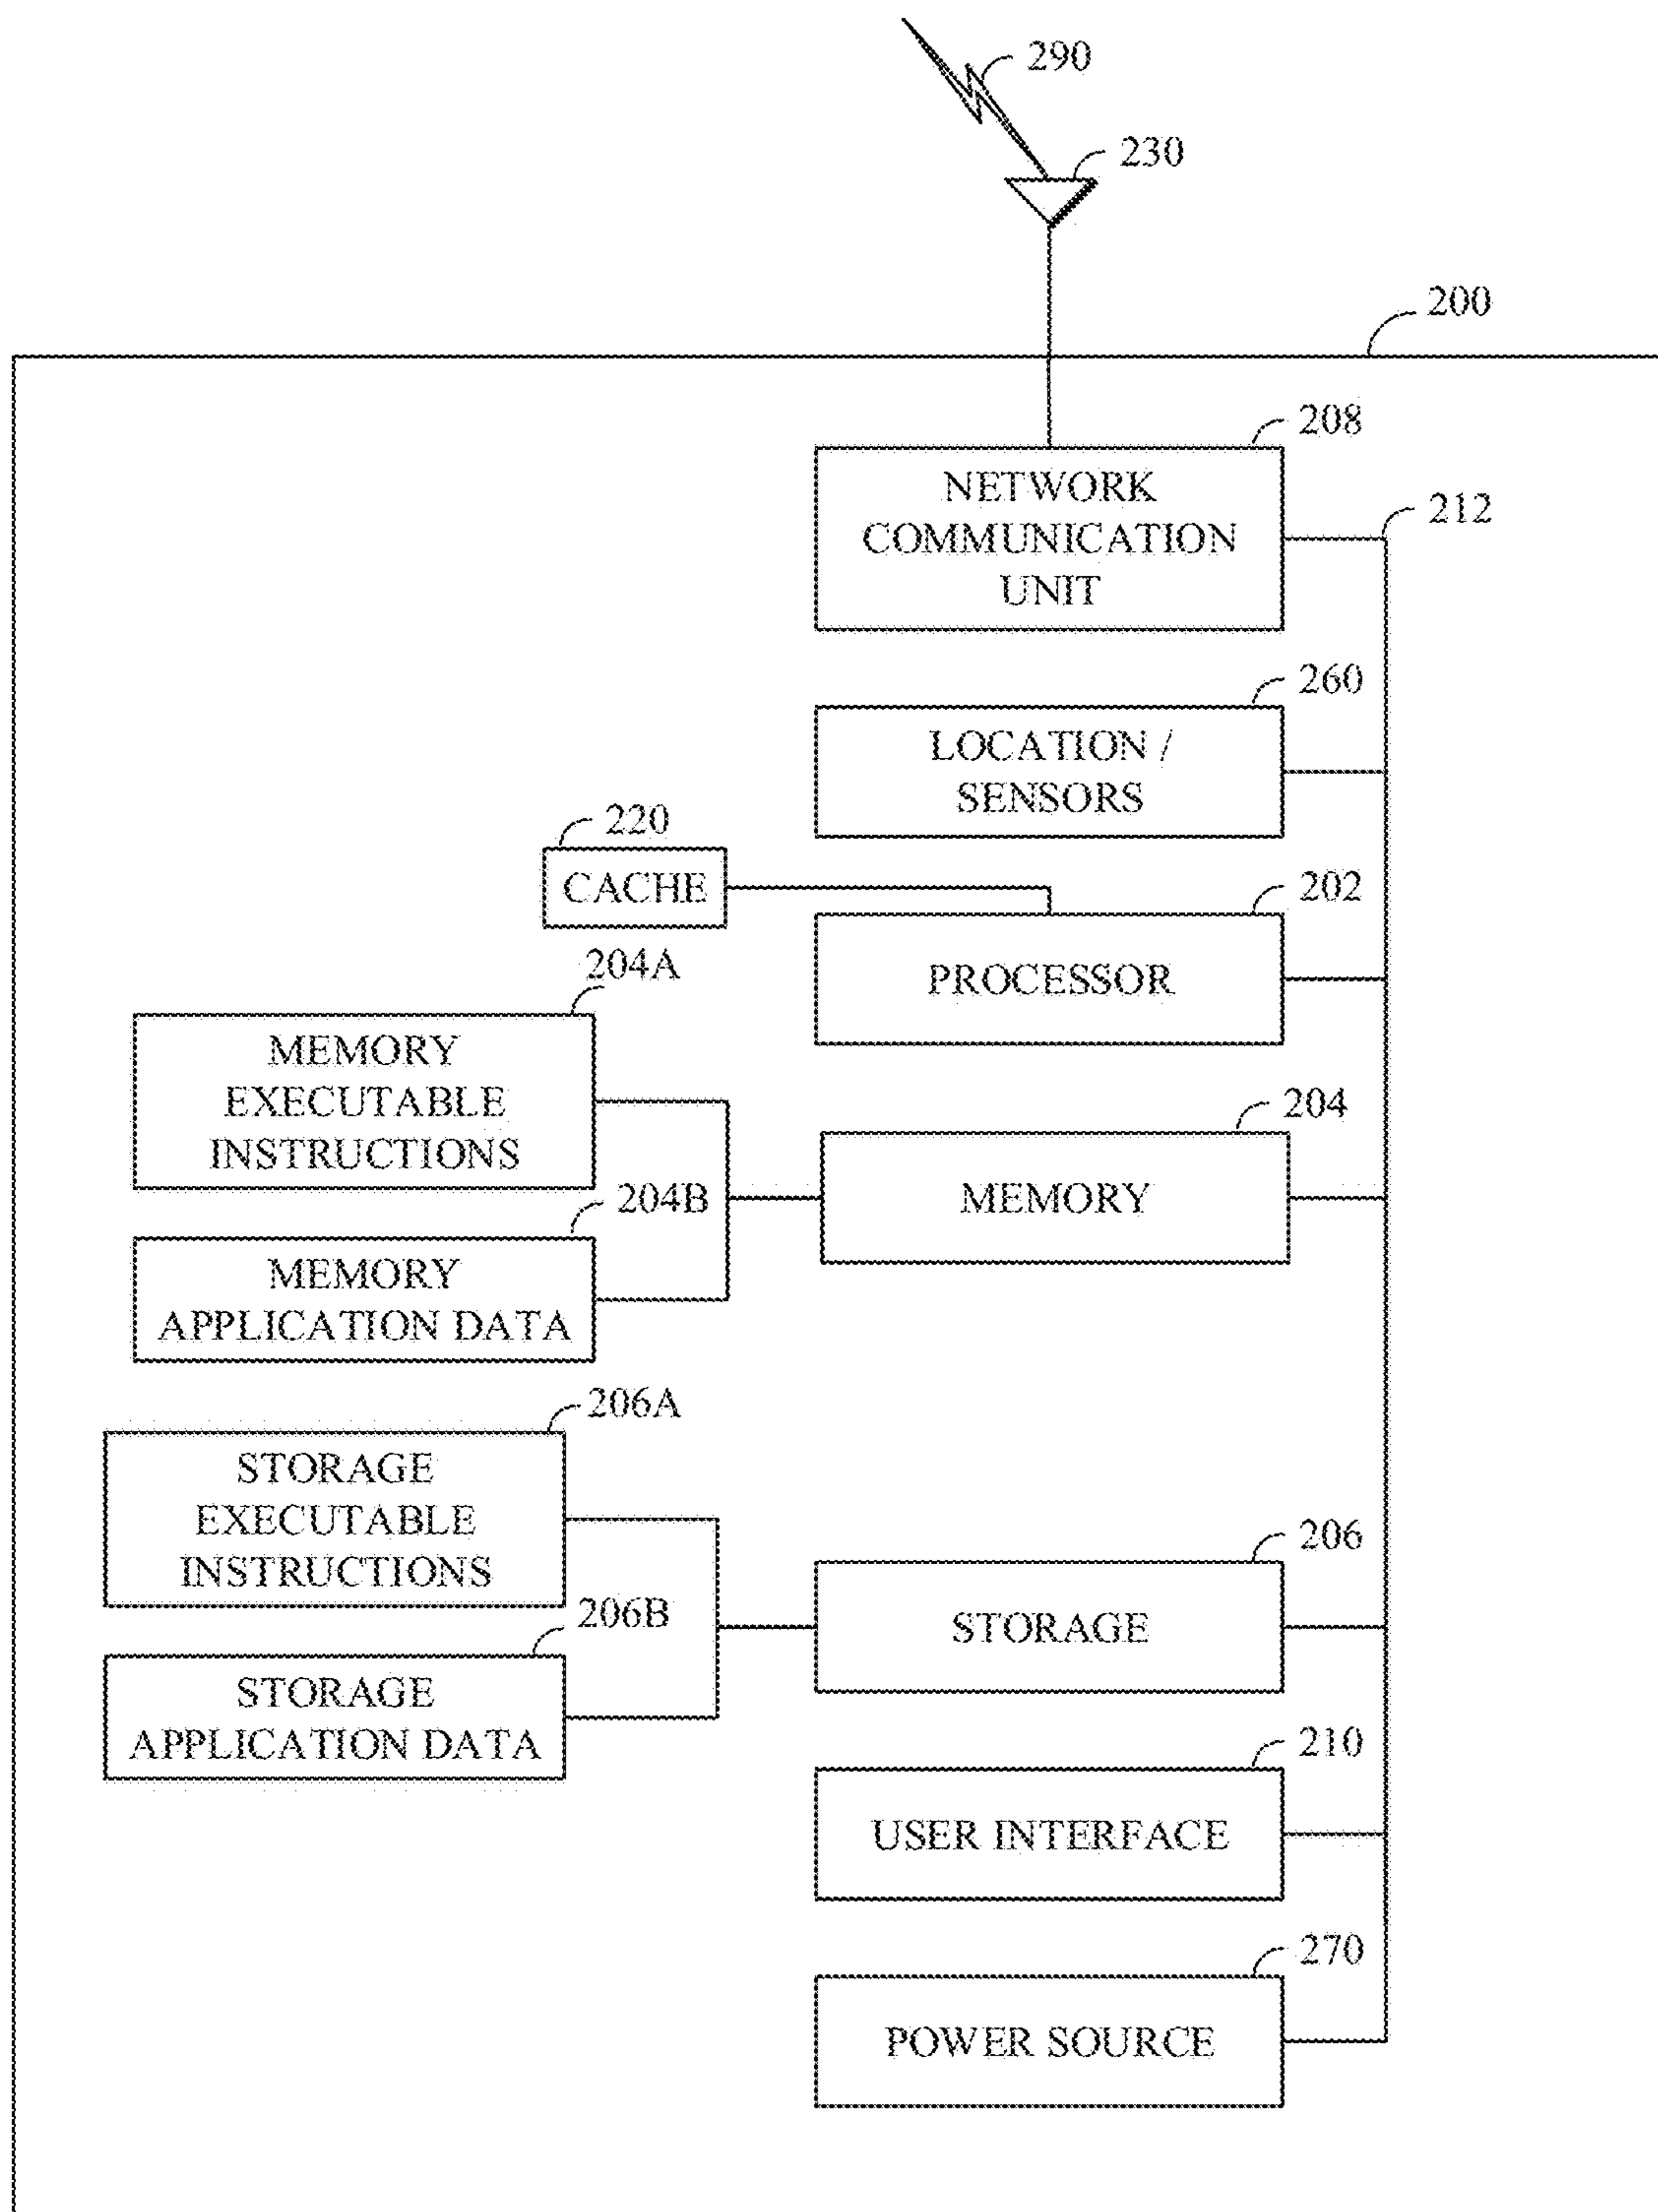 290
230
200
208
NETWORK
COMMUNICATION
UNIT
212
260
LOCATION /
SENSORS
220
CACHE
202
PROCESSOR
204A
MEMORY
EXECUTABLE
INSTRUCTIONS
204
MEMORY
204B
MEMORY
APPLICATION DATA
206A
STORAGE
EXECUTABLE
INSTRUCTIONS
206
STORAGE
206B
STORAGE
APPLICATION DATA
210
USER INTERFACE
270
POWER SOURCE